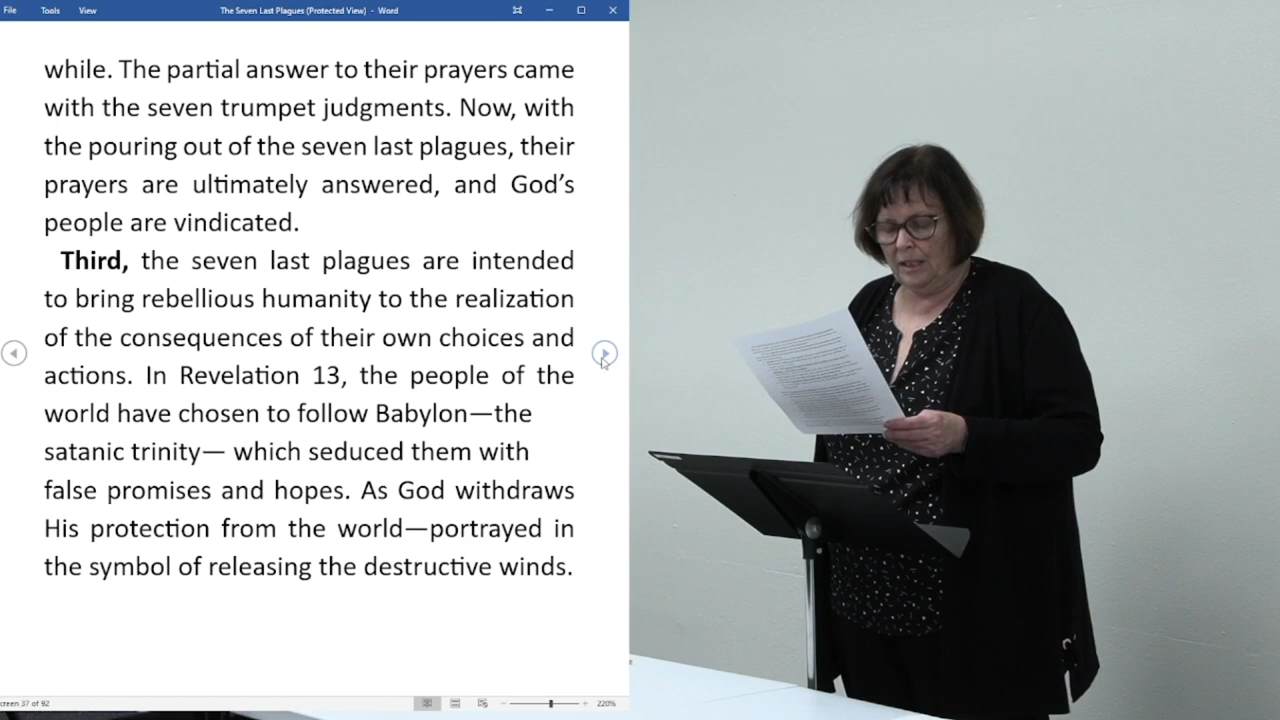 File Tools View The Seven Last Plagues (Protected View) - Word
while. The partial answer to their prayers came
with the seven trumpet judgments. Now, with
the pouring out of the seven last plagues, their
prayers are ultimately answered, and God’s
people are vindicated.
Third, the seven last plagues are intended
to bring rebellious humanity to the realization
of the consequences of their own choices and
actions. In Revelation 13, the people of the
world have chosen to follow Babylon—the
satanic trinity— which seduced them with
false promises and hopes. As God withdraws
His protection from the world—portrayed in
the symbol of releasing the destructive winds.
creen 37 of 92 220%